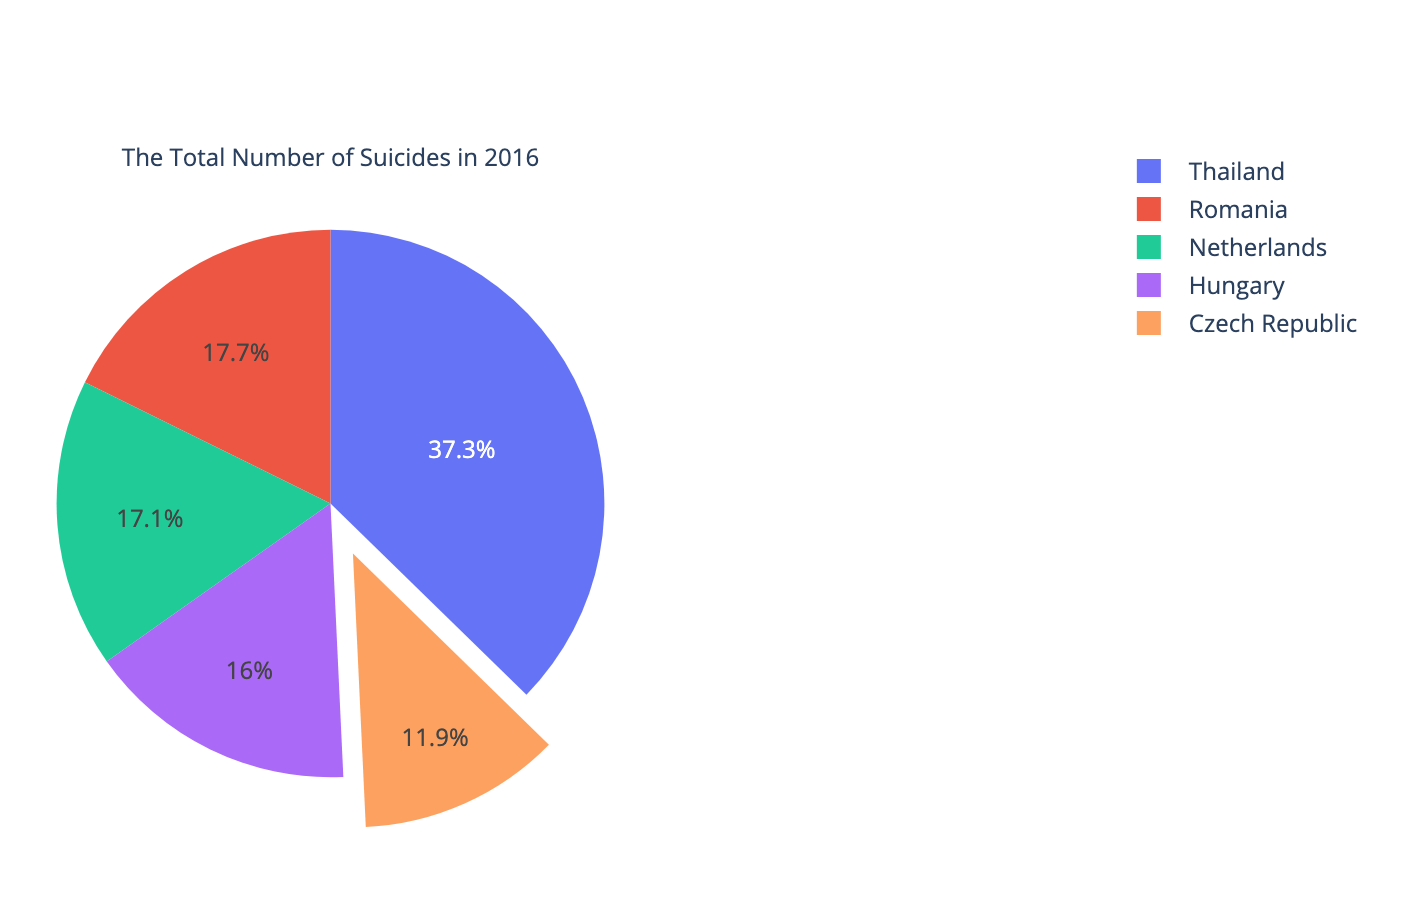 The Total Number of Suicides in 2016
Thailand
Romania
Netherlands
Hungary
Czech Republic
17.7%
37.3%
17.1%
16%
11.9%